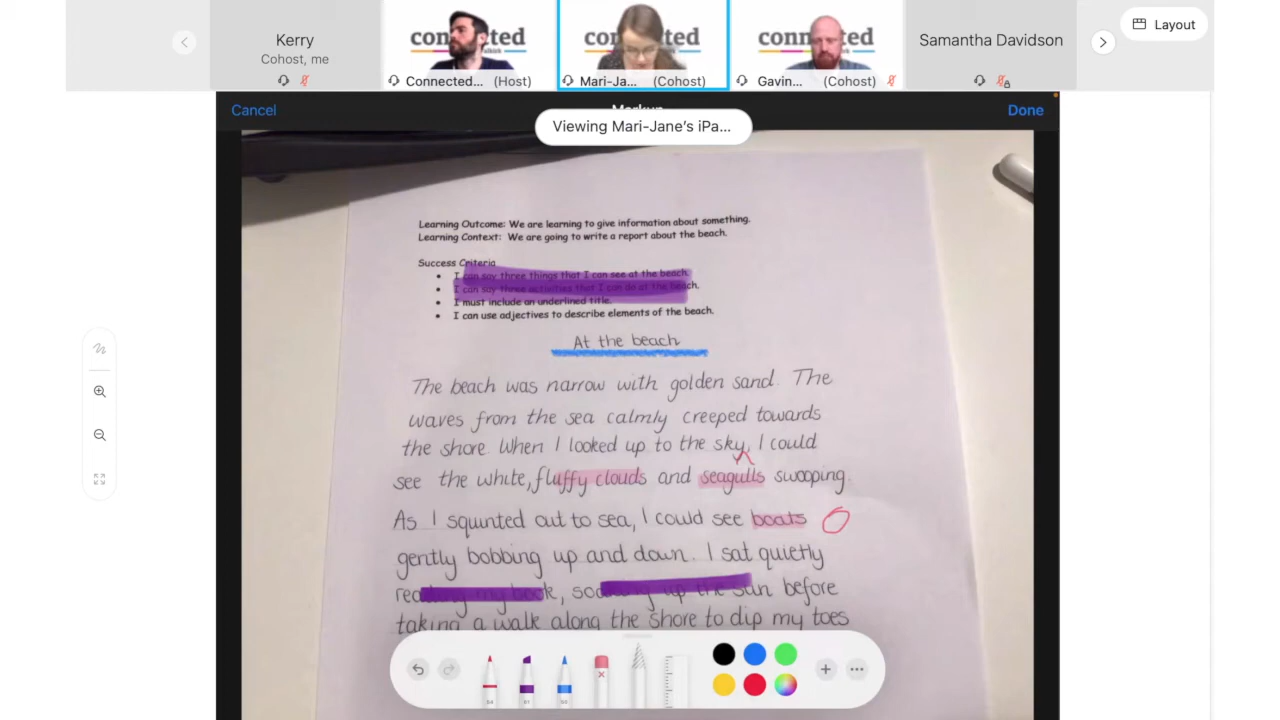 Kerry
Cohost, me
connected
Connected... (Host)
Mari-Ja... (Cohost)
Gavin... (Cohost)
Samantha Davidson
Layout
Cancel
Markup
Done
Viewing Mari-Jane's iPa...
Learning Outcome: We are learning to give information about something.
Learning Context: We are going to write a report about the beach.
Success Criteria
• I can say three things that I can see at the beach.
• I can say three activities that I can do at the beach.
• I must include an underlined title.
• I can use adjectives to describe elements of the beach.
At the beach
The beach was narrow with golden sand. The
waves from the sea calmly creeped towards
the shore. When I looked up to the sky, I could
see the white, fluffy clouds and seagulls swooping.
As I squinted out to sea, I could see boats
gently bobbing up and down. I sat quietly
reading my book, soaking up the sun before
taking a walk along the shore to dip my toes